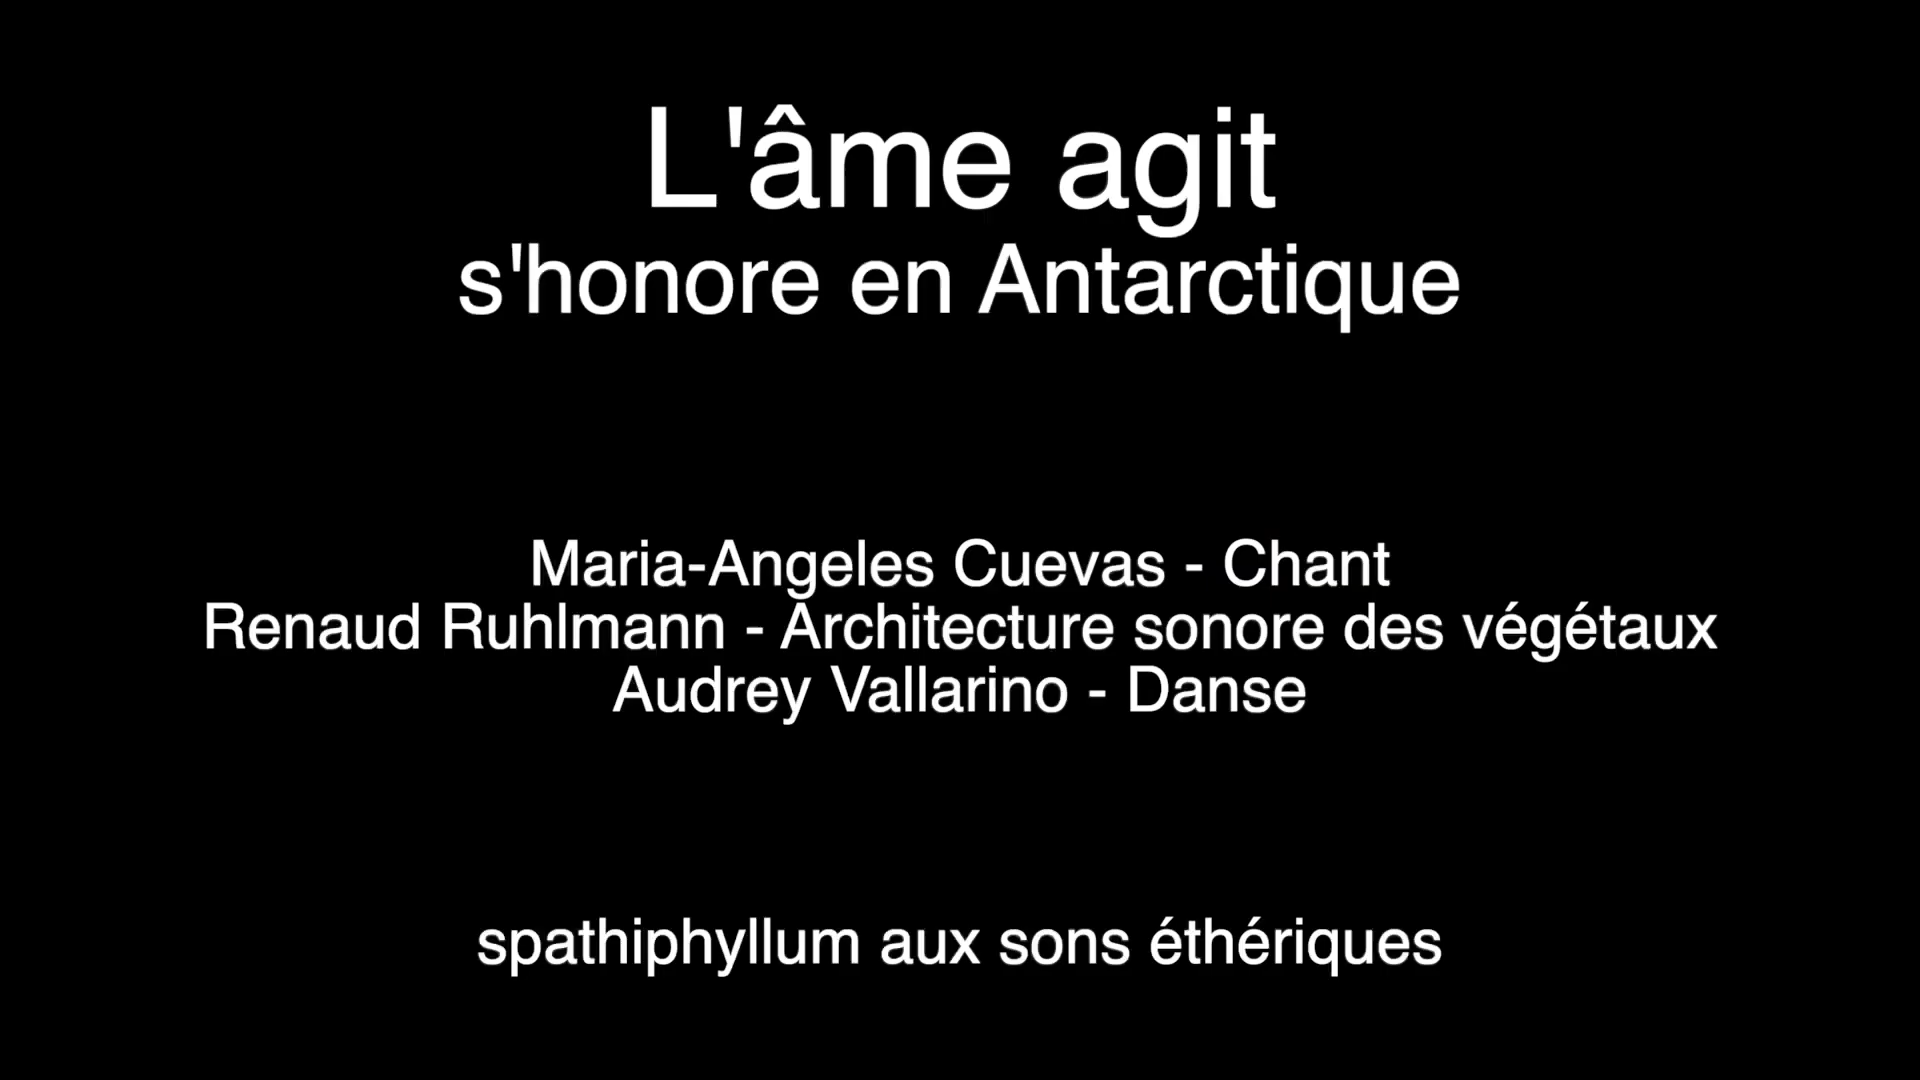 L'âme agit
s'honore en Antarctique
Maria-Angeles Cuevas - Chant
Renaud Ruhlmann - Architecture sonore des végétaux
Audrey Vallarino - Danse
spathiphyllum aux sons éthériques